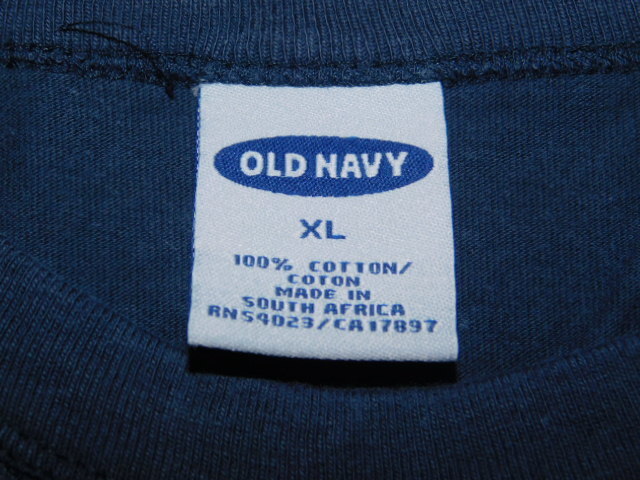 OLD NAVY
XL
100% COTTON/
COTON
MADE IN
SOUTH AFRICA
RN54023/CA17897